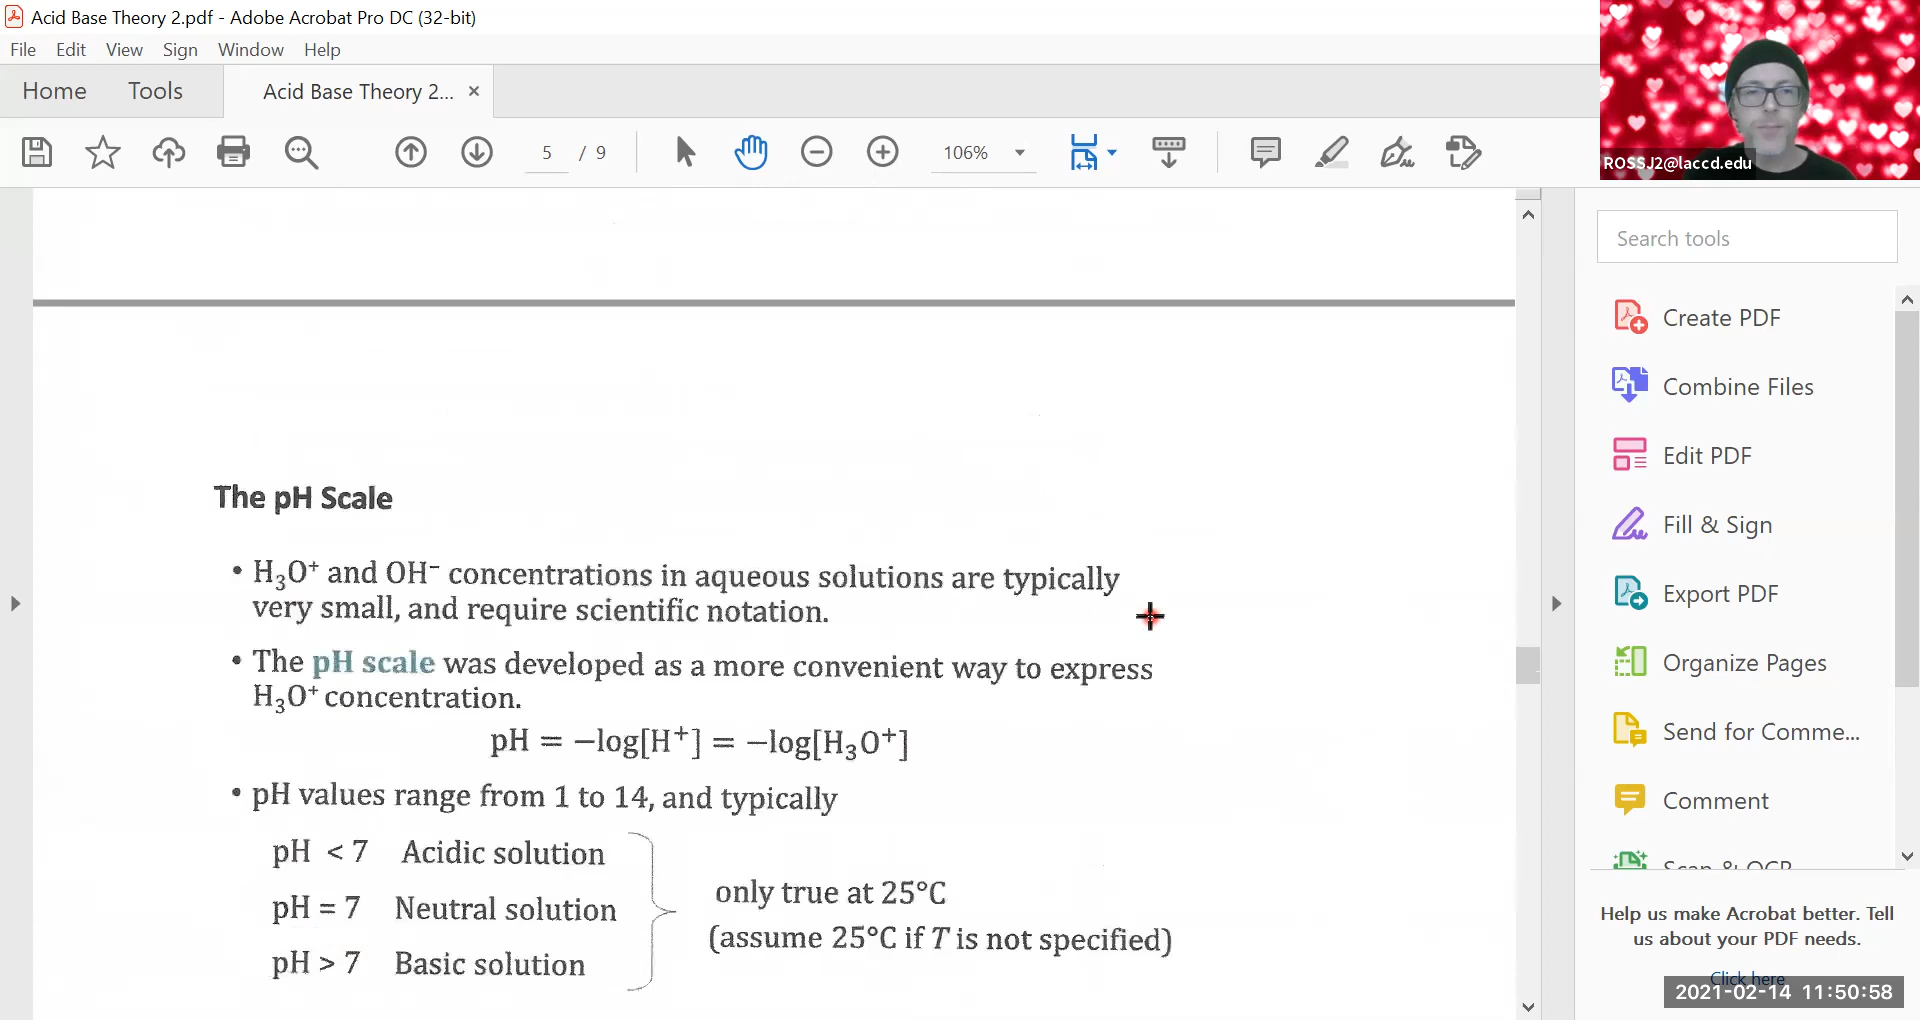 Acid Base Theory 2.pdf - Adobe Acrobat Pro DC (32-bit)
File Edit View Sign Window Help
Home Tools Acid Base Theory 2... ×
5 / 9 106%
ROSSJ2@laccd.edu
Search tools
Create PDF
Combine Files
Edit PDF
Fill & Sign
Export PDF
Organize Pages
Send for Comme...
Comment
Scan & OCR
Help us make Acrobat better. Tell
us about your PDF needs.
Click here
2021-02-14 11:50:58
The pH Scale
• H₃O⁺ and OH⁻ concentrations in aqueous solutions are typically
very small, and require scientific notation.
• The pH scale was developed as a more convenient way to express
H₃O⁺ concentration.
pH = −log[H⁺] = −log[H₃O⁺]
• pH values range from 1 to 14, and typically
pH < 7 Acidic solution
pH = 7 Neutral solution
pH > 7 Basic solution
only true at 25°C
(assume 25°C if T is not specified)